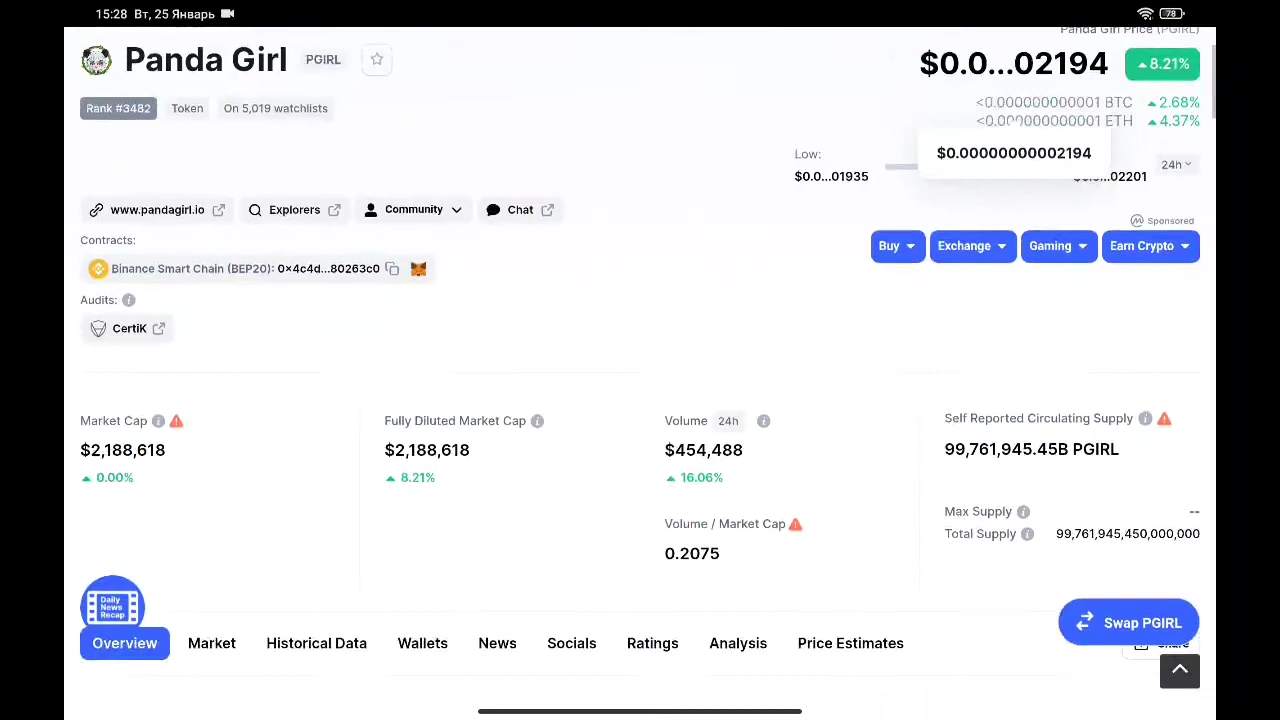 15:28 Вт, 25 Январь
78
Panda Girl Price (PGIRL)
Panda Girl PGIRL
$0.0...02194 8.21%
Rank #3482 Token On 5,019 watchlists
<0.000000000001 BTC 2.68%
<0.000000000001 ETH 4.37%
$0.00000000002194
Low:
$0.0...01935
02201
24h
www.pandagirl.io Explorers Community Chat
Sponsored
Contracts:
Buy Exchange Gaming Earn Crypto
Binance Smart Chain (BEP20): 0x4c4d...80263c0
Audits:
CertiK
Market Cap
$2,188,618
0.00%
Fully Diluted Market Cap
$2,188,618
8.21%
Volume 24h
$454,488
16.06%
Volume / Market Cap
0.2075
Self Reported Circulating Supply
99,761,945.45B PGIRL
Max Supply --
Total Supply 99,761,945,450,000,000
Daily
News
Recap
Swap PGIRL
Overview Market Historical Data Wallets News Socials Ratings Analysis Price Estimates
Share